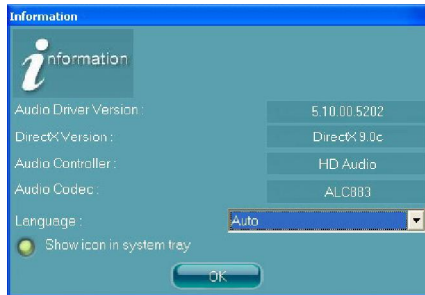 Information
information
Audio Driver Version : 5.10.00.5202
DirectX Version : DirectX 9.0c
Audio Controller : HD Audio
Audio Codec : ALC883
Language : Auto
Show icon in system tray
OK